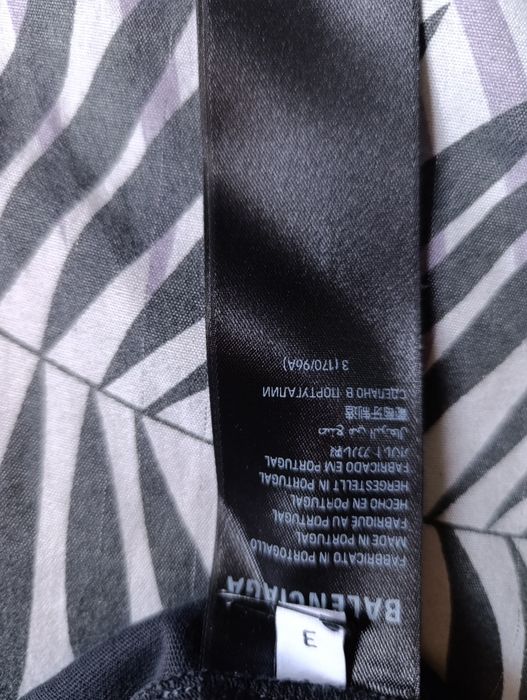 3
BALENCIAGA
FABBRICATO IN PORTOGALLO
MADE IN PORTUGAL
FABRIQUÉ AU PORTUGAL
HECHO EN PORTUGAL
HERGESTELLT IN PORTUGAL
FABRICADO EM PORTUGAL
ポルトガル製
صنع في البرتغال
葡萄牙制造
СДЕЛАНО В ПОРТУГАЛИИ
3 (170/96A)